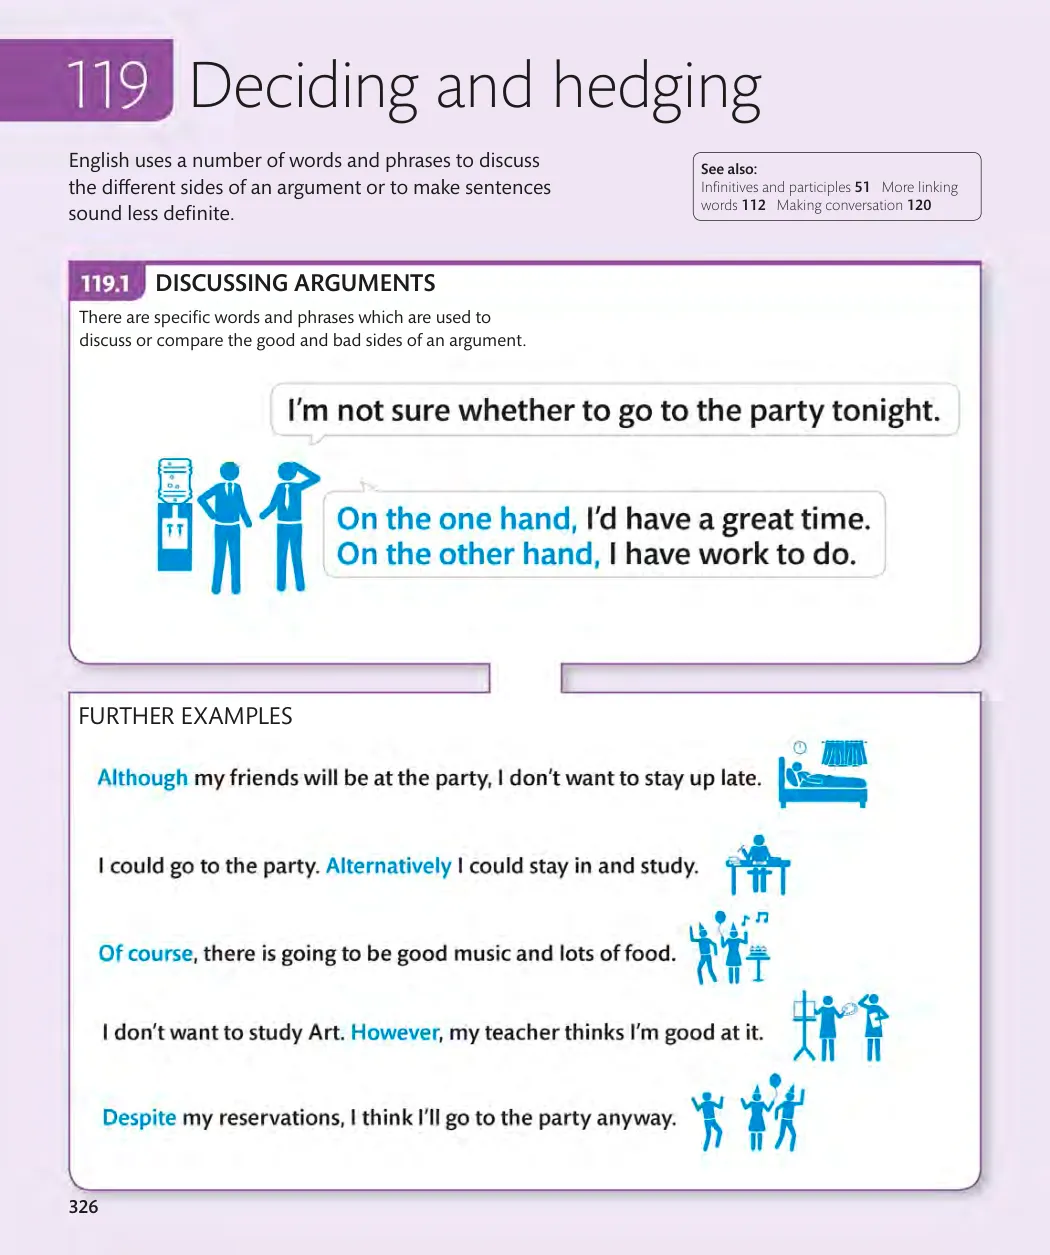 119 Deciding and hedging
English uses a number of words and phrases to discuss
the different sides of an argument or to make sentences
sound less definite.
See also:
Infinitives and participles 51 More linking
words 112 Making conversation 120
119.1 DISCUSSING ARGUMENTS
There are specific words and phrases which are used to
discuss or compare the good and bad sides of an argument.
I'm not sure whether to go to the party tonight.
On the one hand, I'd have a great time.
On the other hand, I have work to do.
FURTHER EXAMPLES
Although my friends will be at the party, I don't want to stay up late.
I could go to the party. Alternatively I could stay in and study.
Of course, there is going to be good music and lots of food.
I don't want to study Art. However, my teacher thinks I'm good at it.
Despite my reservations, I think I'll go to the party anyway.
326